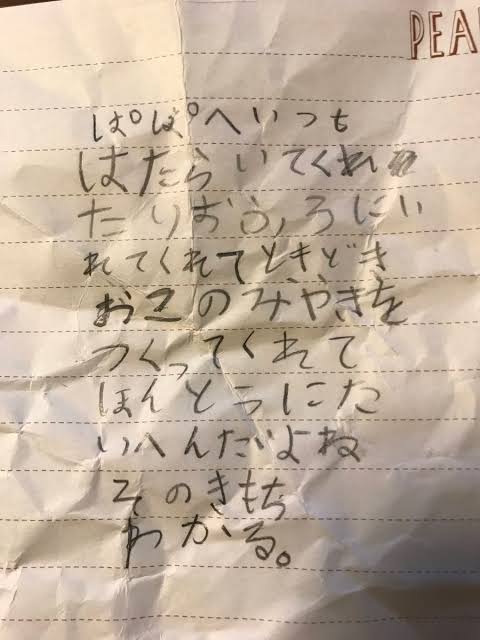 PEA
ぱぱへいつも
はたらいてくれ
たりおふろにい
れてくれてときどき
おこのみやきを
つくってくれて
ほんとうにた
いへんだよね
そのきもち
わかる。